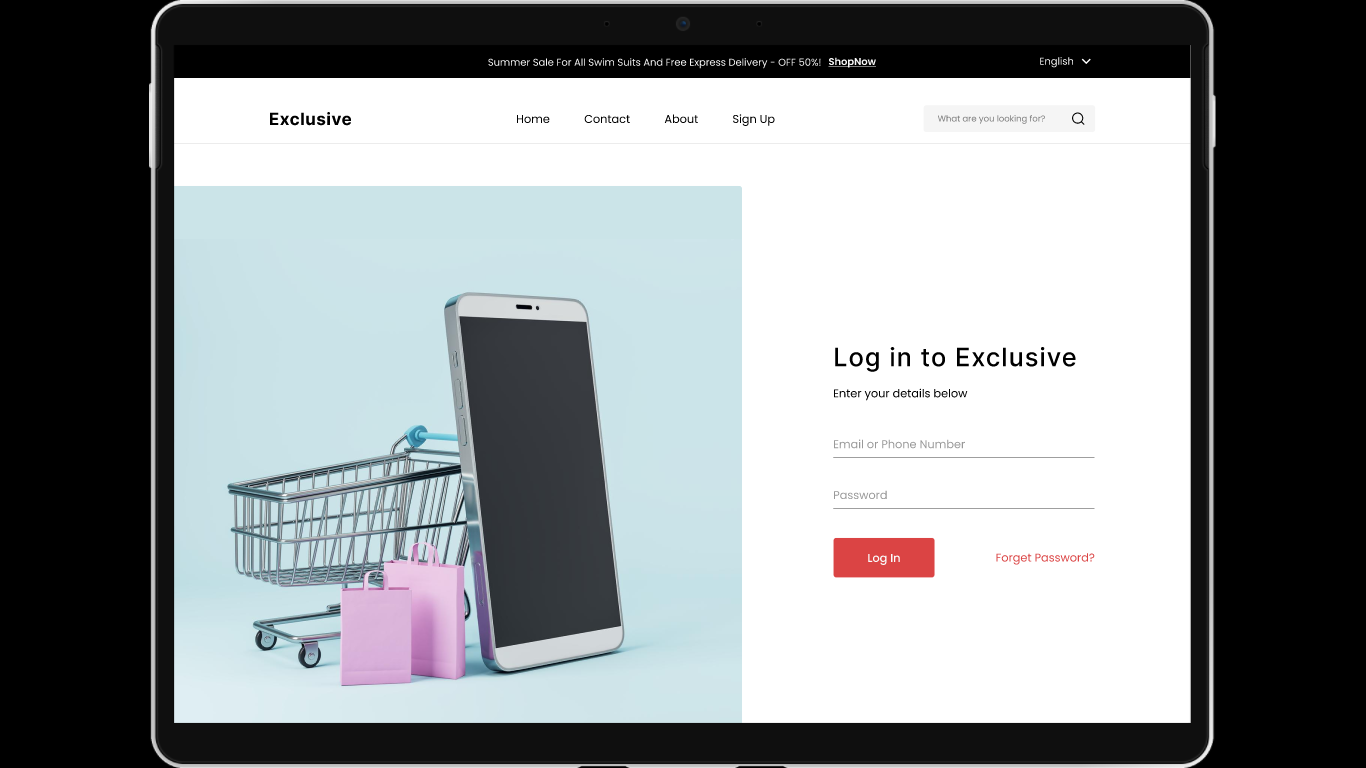 Summer Sale For All Swim Suits And Free Express Delivery - OFF 50%! ShopNow
English
Exclusive
Home Contact About Sign Up
What are you looking for?
Log in to Exclusive
Enter your details below
Email or Phone Number
Password
Log In
Forget Password?